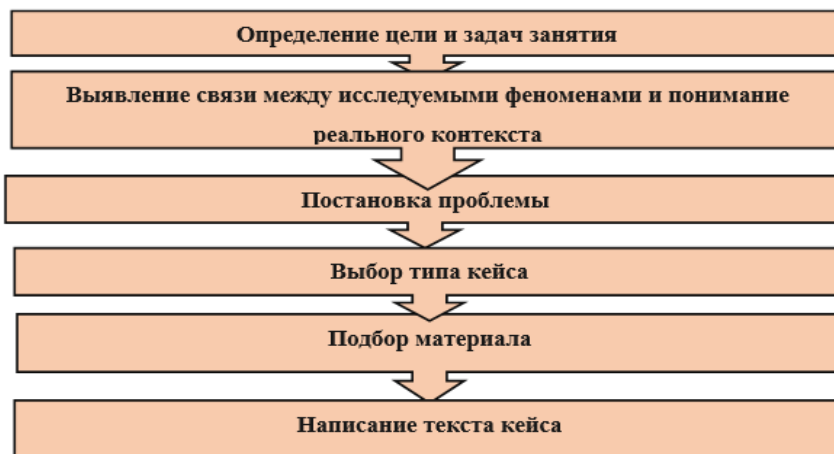 Определение цели и задач занятия
Выявление связи между исследуемыми феноменами и понимание
реального контекста
Постановка проблемы
Выбор типа кейса
Подбор материала
Написание текста кейса